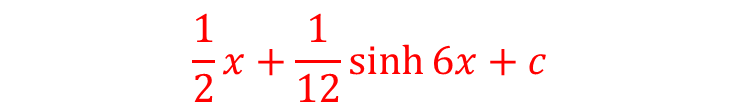 1/2 x + 1/12 sinh 6x + c